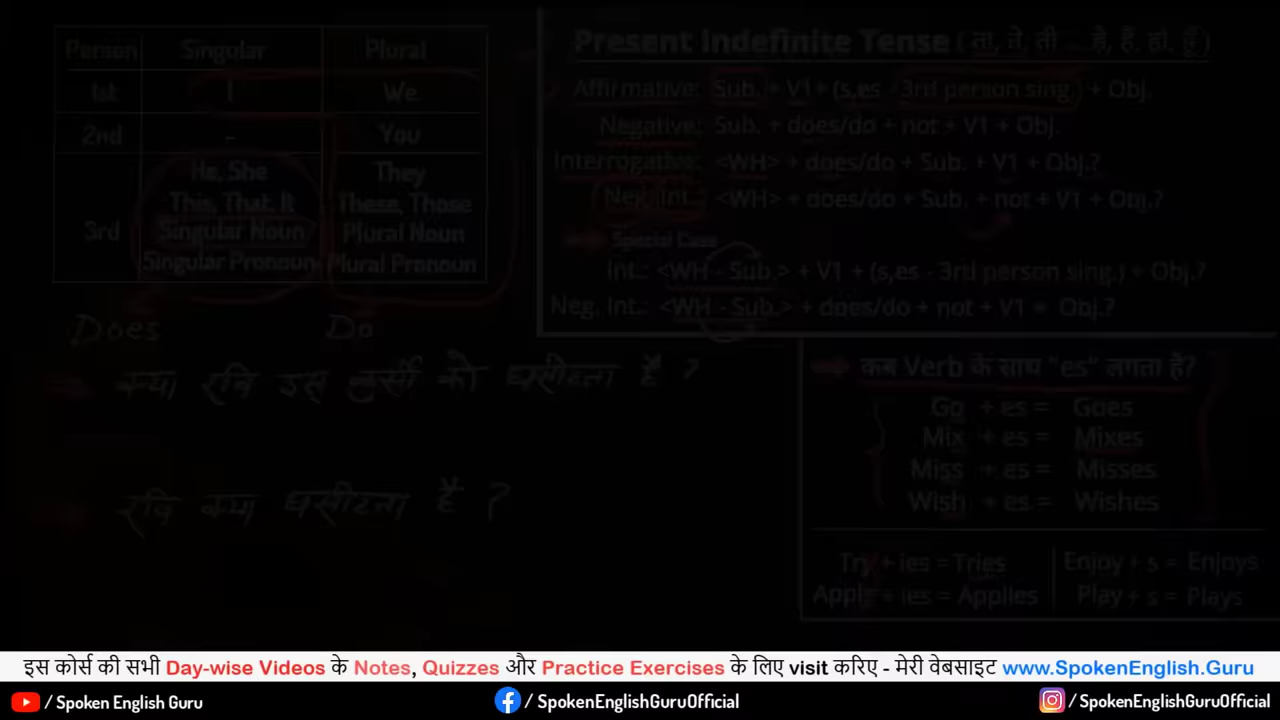 Person Singular Plural
1st I We
2nd - You
3rd
He, She
This, That, It
Singular Noun
Singular Pronoun
They
These, Those
Plural Noun
Plural Pronoun
Does Do
क्या रवि इस कुर्सी को घसीटता है ?
रवि क्या घसीटता है ?
Present Indefinite Tense ( ता, ते, ती - है, हैं, हो, हूँ )
Affirmative: Sub. + V1 + (s,es - 3rd person sing.) + Obj.
Negative: Sub. + does/do + not + V1 + Obj.
Interrogative: <WH> + does/do + Sub. + V1 + Obj.?
Neg. Int.: <WH> + does/do + Sub. + not + V1 + Obj.?
Special Case
Int.: <WH - Sub.> + V1 + (s,es - 3rd person sing.) + Obj.?
Neg. Int.: <WH - Sub.> + does/do + not + V1 + Obj.?
कब Verb के साथ "es" लगता है?
Go + es = Goes
Mix + es = Mixes
Miss + es = Misses
Wish + es = Wishes
Try + ies = Tries
Apply + ies = Applies
Enjoy + s = Enjoys
Play + s = Plays
इस कोर्स की सभी Day-wise Videos के Notes, Quizzes और Practice Exercises के लिए visit करिए - मेरी वेबसाइट www.SpokenEnglish.Guru
/ Spoken English Guru / SpokenEnglishGuruOfficial / SpokenEnglishGuruOfficial